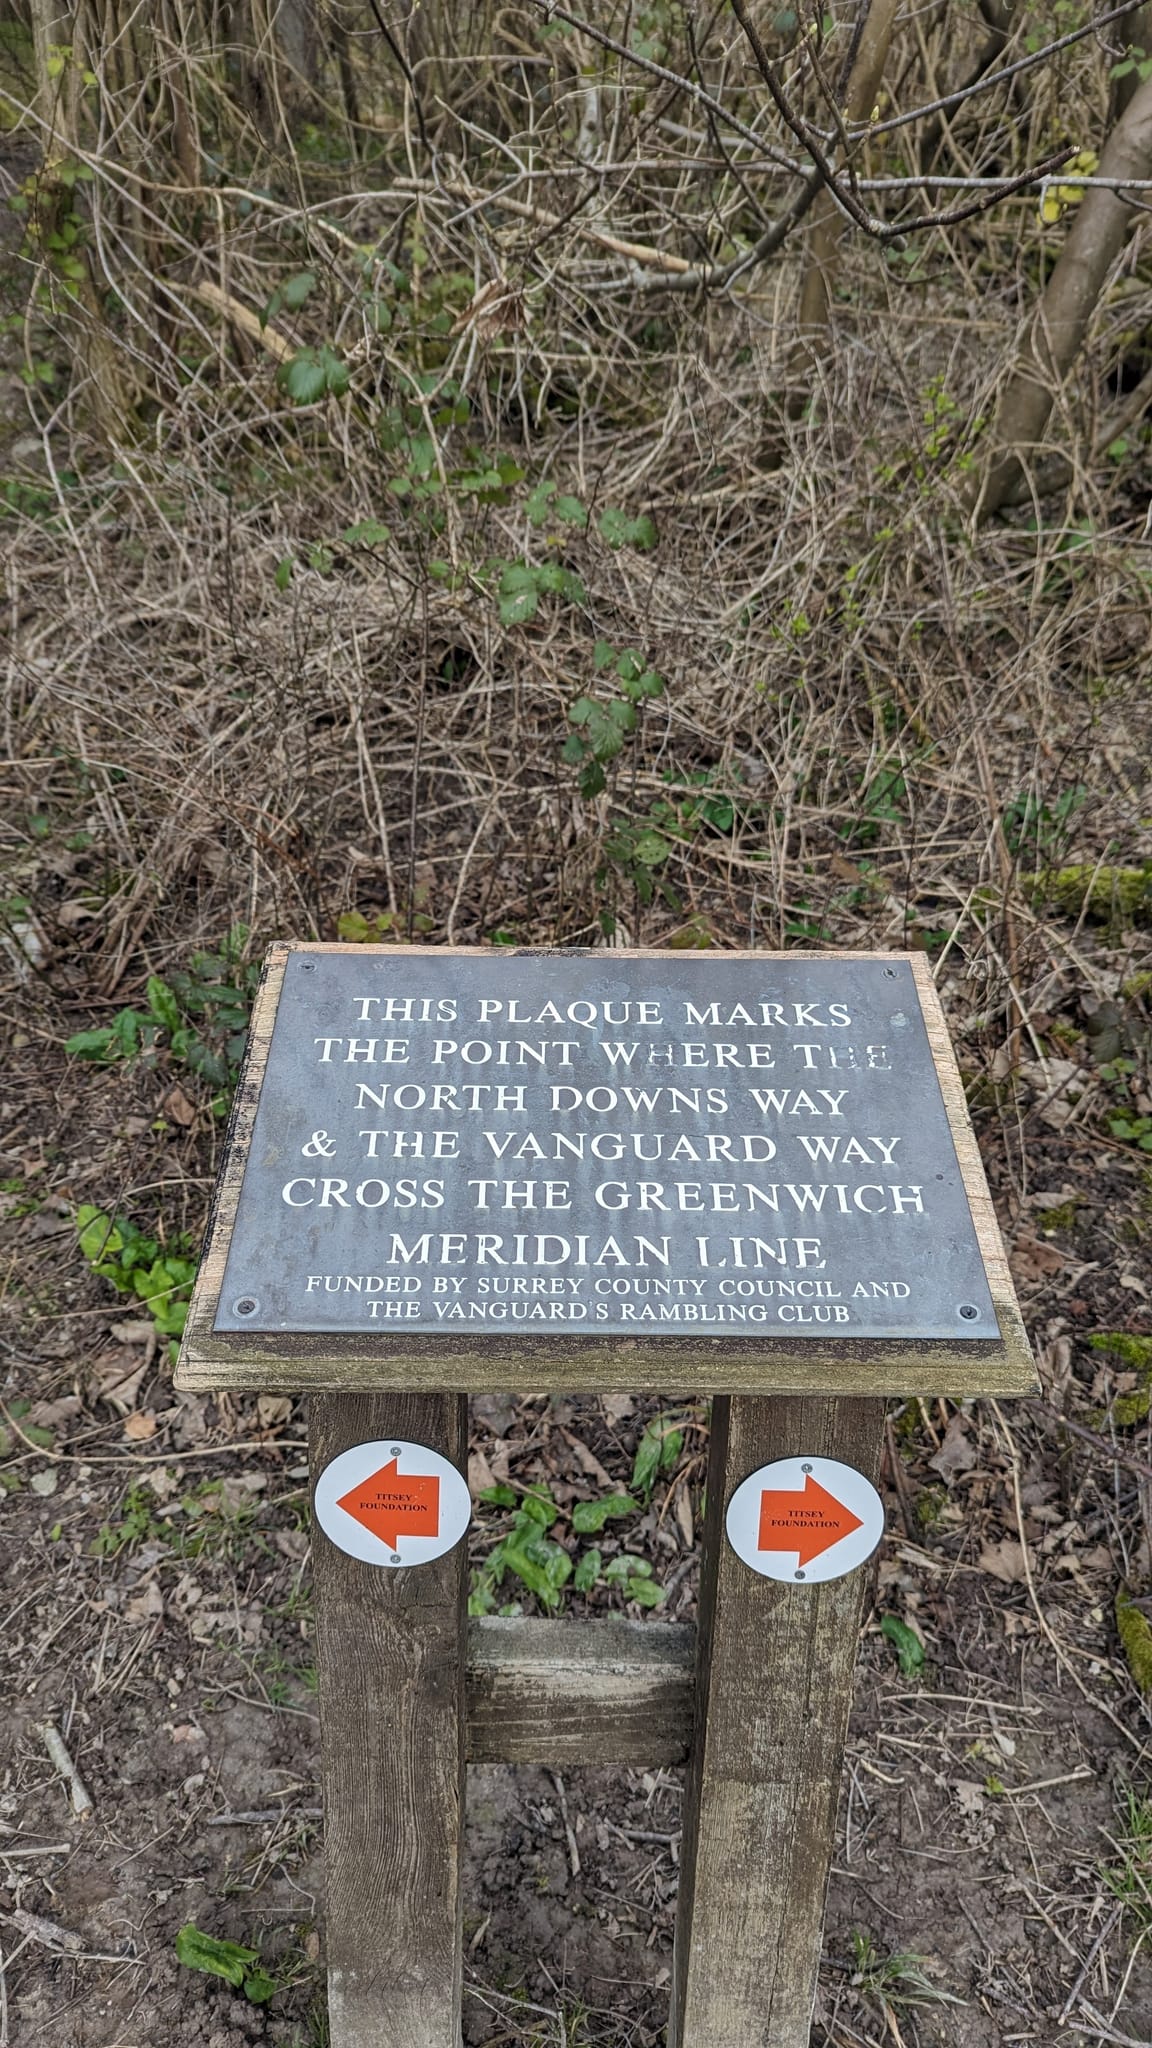 THIS PLAQUE MARKS
THE POINT WHERE THE
NORTH DOWNS WAY
& THE VANGUARD WAY
CROSS THE GREENWICH
MERIDIAN LINE
FUNDED BY SURREY COUNTY COUNCIL AND
THE VANGUARD'S RAMBLING CLUB
TITSEY
FOUNDATION
TITSEY
FOUNDATION